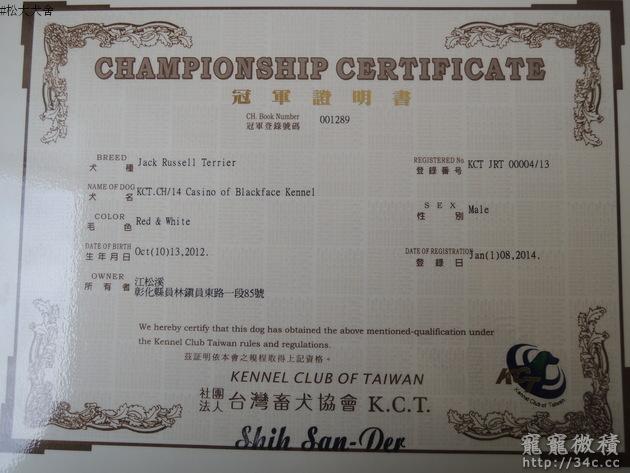 #松大犬舍
CHAMPIONSHIP CERTIFICATE
冠軍證明書
CH. Book Number
冠軍登錄號碼
001289
BREED
犬種
Jack Russell Terrier
REGISTERED No.
登錄番号
KCT JRT 00004/13
NAME OF DOG
犬名
KCT.CH/14 Casino of Blackface Kennel
COLOR
毛色
Red & White
SEX
性別
Male
DATE OF BIRTH
生年月日
Oct(10)13,2012.
DATE OF REGISTRATION
登錄日
Jan(1)08,2014.
OWNER
所有者
江松溪
彰化縣員林鎮員東路一段85號
We hereby certify that this dog has obtained the above mentioned-qualification under
the Kennel Club Taiwan rules and regulations.
茲証明依本會之規程取得上記資格。
KENNEL CLUB OF TAIWAN
社團法人 台灣畜犬協會 K.C.T.
KCT
Kennel Club of Taiwan
Shih San-Der
寵寵微積
http://34c.cc